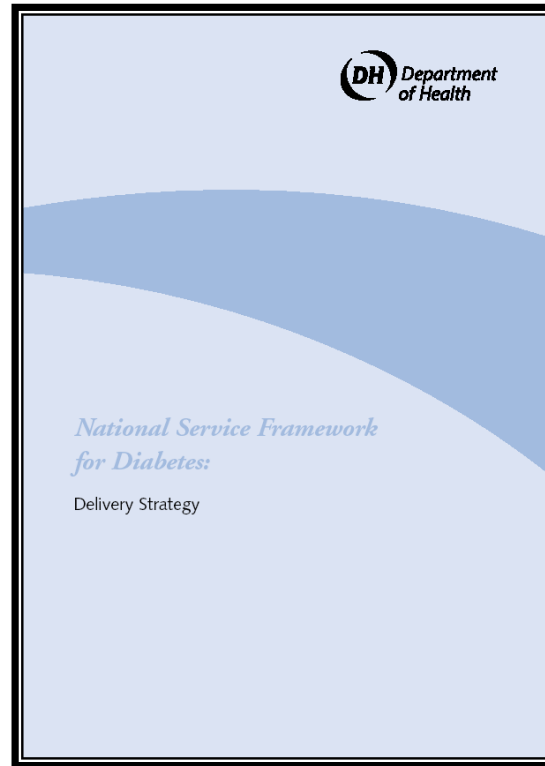 DH Department
of Health
National Service Framework
for Diabetes:
Delivery Strategy